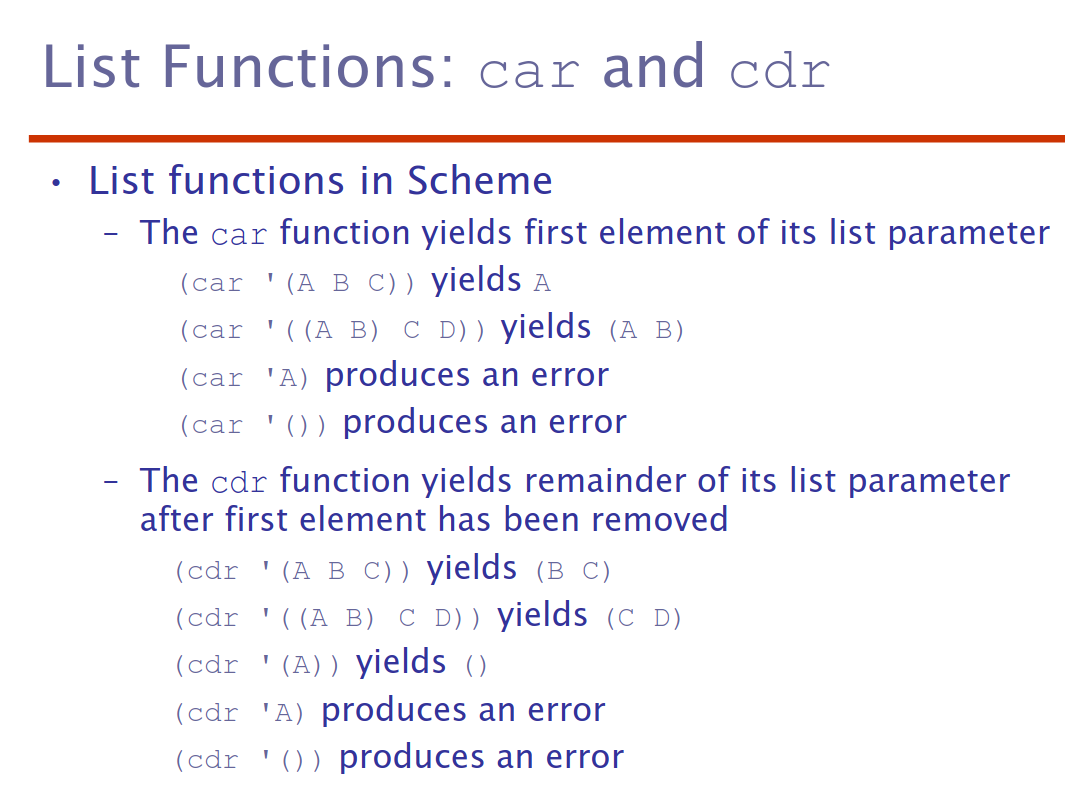 List Functions: car and cdr
• List functions in Scheme
– The car function yields first element of its list parameter
(car '(A B C)) yields A
(car '((A B) C D)) yields (A B)
(car 'A) produces an error
(car '()) produces an error
– The cdr function yields remainder of its list parameter
after first element has been removed
(cdr '(A B C)) yields (B C)
(cdr '((A B) C D)) yields (C D)
(cdr '(A)) yields ()
(cdr 'A) produces an error
(cdr '()) produces an error